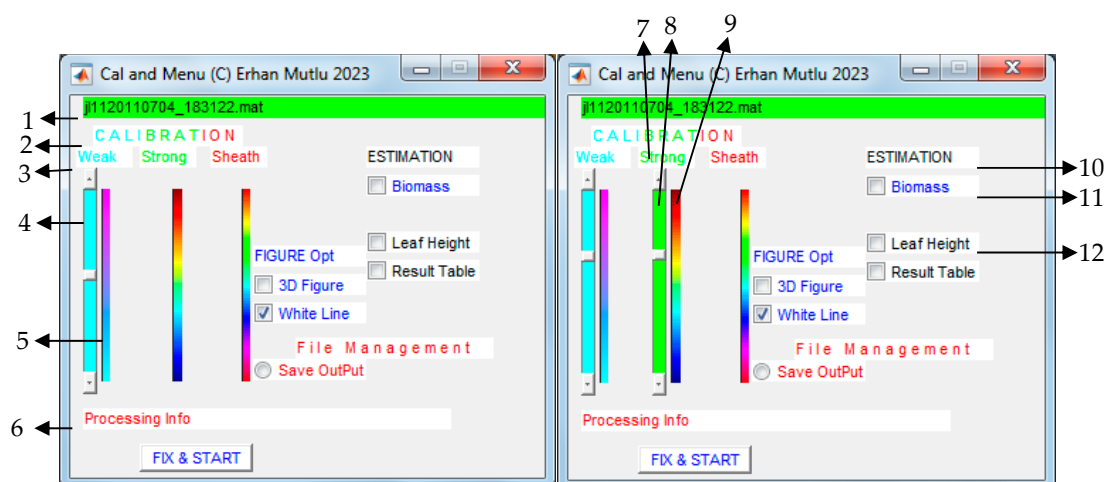 7 8 9
Cal and Menu (C) Erhan Mutlu 2023
jl1120110704_183122.mat
1
CALIBRATION
2
Weak Strong Sheath
ESTIMATION
3
Biomass
4
Leaf Height
FIGURE Opt
Result Table
3D Figure
White Line
5
File Management
Save OutPut
Processing Info
6
FIX & START
Cal and Menu (C) Erhan Mutlu 2023
jl1120110704_183122.mat
CALIBRATION
Weak Strong Sheath
ESTIMATION
10
Biomass
11
Leaf Height
12
FIGURE Opt
Result Table
3D Figure
White Line
File Management
Save OutPut
Processing Info
FIX & START